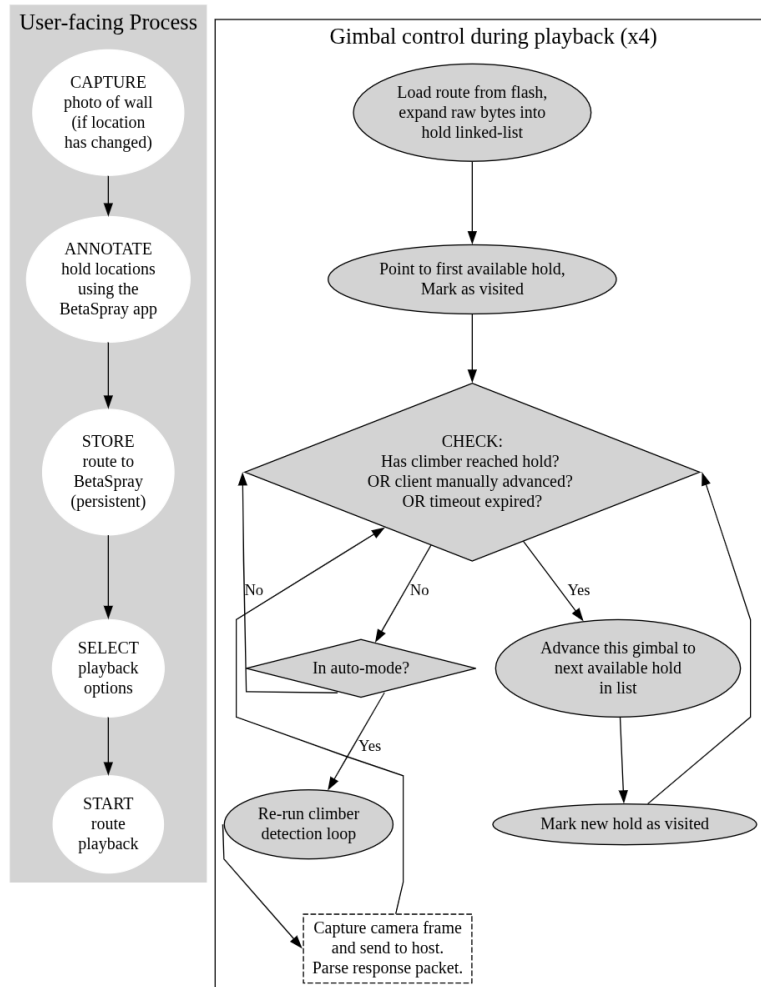 User-facing Process
CAPTURE
photo of wall
(if location
has changed)
ANNOTATE
hold locations
using the
BetaSpray app
STORE
route to
BetaSpray
(persistent)
SELECT
playback
options
START
route
playback
Gimbal control during playback (x4)
Load route from flash,
expand raw bytes into
hold linked-list
Point to first available hold,
Mark as visited
CHECK:
Has climber reached hold?
OR client manually advanced?
OR timeout expired?
No
No
Yes
In auto-mode?
Advance this gimbal to
next available hold
in list
Yes
Re-run climber
detection loop
Mark new hold as visited
Capture camera frame
and send to host.
Parse response packet.